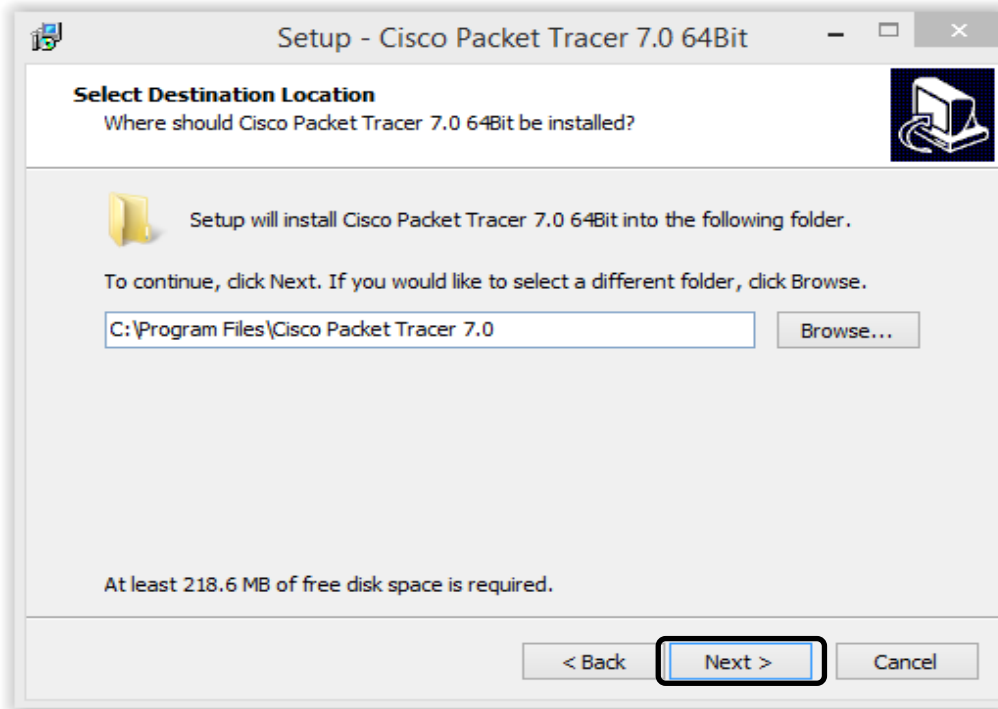 Setup - Cisco Packet Tracer 7.0 64Bit
Select Destination Location
Where should Cisco Packet Tracer 7.0 64Bit be installed?
Setup will install Cisco Packet Tracer 7.0 64Bit into the following folder.
To continue, click Next. If you would like to select a different folder, click Browse.
C:\Program Files\Cisco Packet Tracer 7.0
Browse...
At least 218.6 MB of free disk space is required.
< Back
Next >
Cancel